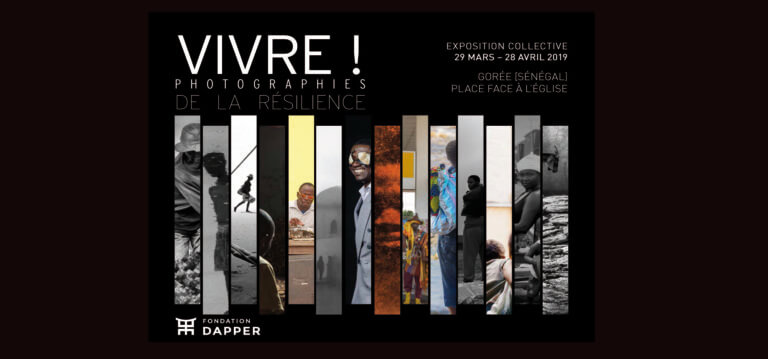 VIVRE !
PHOTOGRAPHIES
DE LA RÉSILIENCE
EXPOSITION COLLECTIVE
29 MARS – 28 AVRIL 2019
GORÉE (SÉNÉGAL)
PLACE FACE À L'ÉGLISE
FONDATION
DAPPER